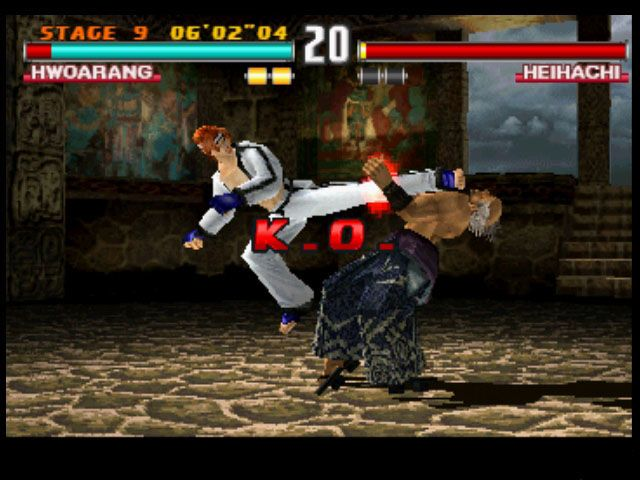 STAGE 9 06'02"04
20
HWOARANG
HEIHACHI
K.O.